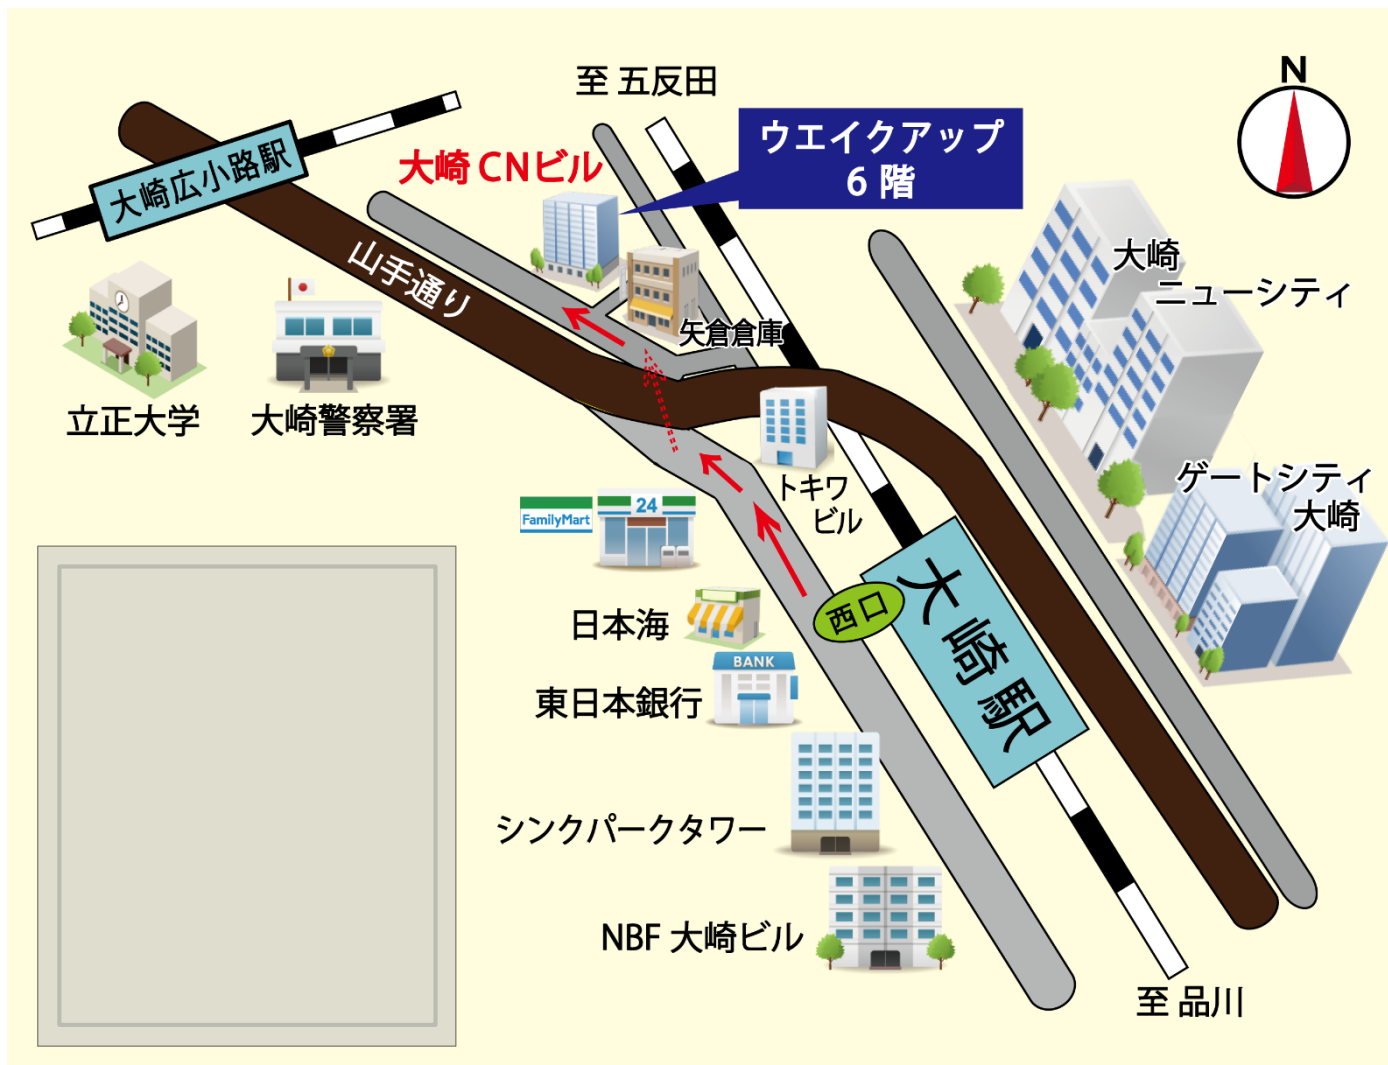 至 五反田
N
ウエイクアップ
6 階
大崎 CNビル
大崎広小路駅
山手通り
大崎
ニューシティ
矢倉倉庫
立正大学
大崎警察署
ゲートシティ
大崎
トキワ
ビル
24
FamilyMart
西口
大崎駅
日本海
BANK
東日本銀行
シンクパークタワー
NBF 大崎ビル
至 品川